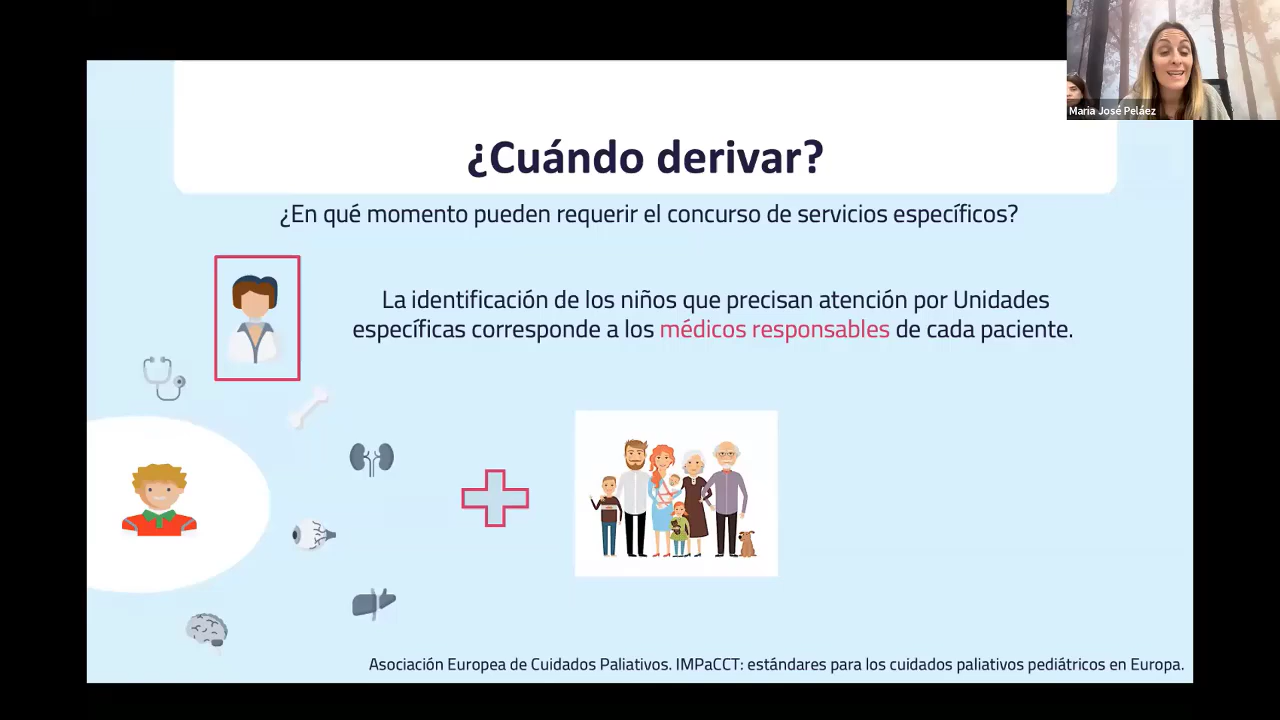 Maria José Peláez
¿Cuándo derivar?
¿En qué momento pueden requerir el concurso de servicios específicos?
La identificación de los niños que precisan atención por Unidades
específicas corresponde a los médicos responsables de cada paciente.
Asociación Europea de Cuidados Paliativos. IMPaCCT: estándares para los cuidados paliativos pediátricos en Europa.